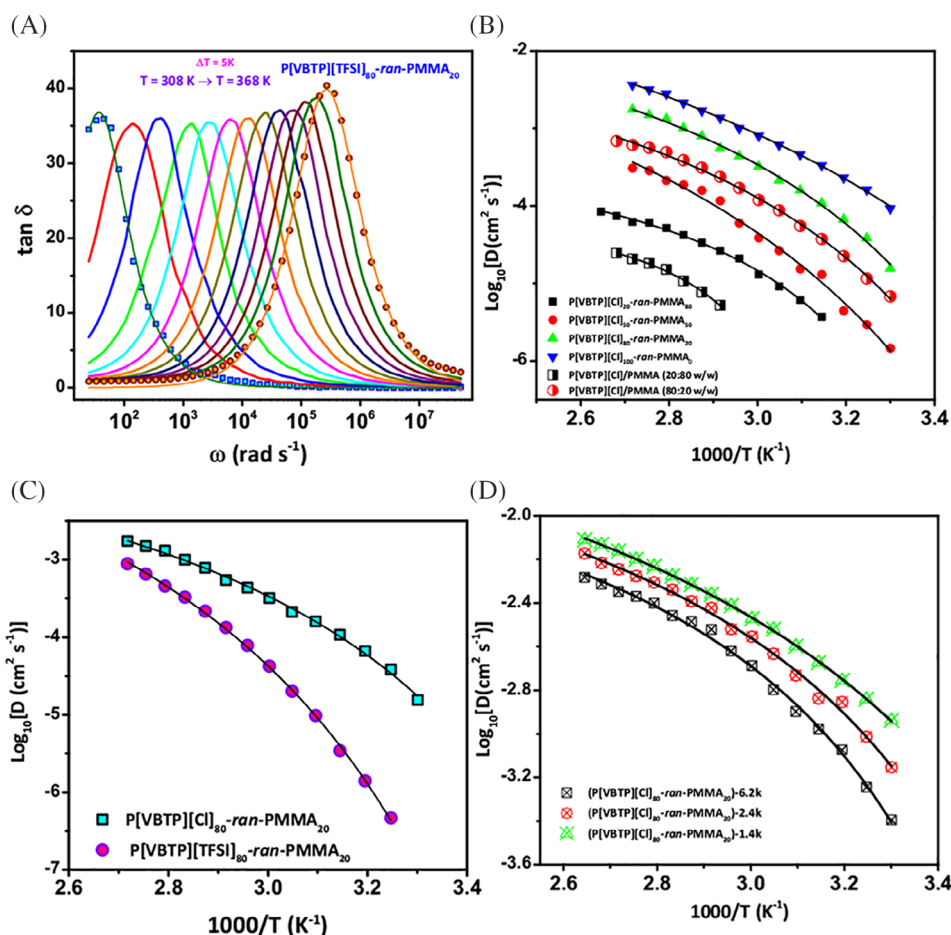 (A)
ΔT = 5K
T = 308 K → T = 368 K
P[VBTP][TFSI]80-ran-PMMA20
40
30
20
10
0
tan δ
10^2 10^3 10^4 10^5 10^6 10^7
ω (rad s^-1)
(B)
-2
-4
-6
Log10[D(cm^2 s^-1)]
P[VBTP][Cl]20-ran-PMMA80
P[VBTP][Cl]50-ran-PMMA50
P[VBTP][Cl]80-ran-PMMA20
P[VBTP][Cl]100-ran-PMMA0
P[VBTP][Cl]/PMMA (20:80 w/w)
P[VBTP][Cl]/PMMA (80:20 w/w)
2.6 2.8 3.0 3.2 3.4
1000/T (K^-1)
(C)
-3
-4
-5
-6
-7
Log10[D (cm^2 s^-1)]
P[VBTP][Cl]80-ran-PMMA20
P[VBTP][TFSI]80-ran-PMMA20
2.6 2.8 3.0 3.2 3.4
1000/T (K^-1)
(D)
-2.0
-2.4
-2.8
-3.2
-3.6
Log10[D(cm^2 s^-1)]
(P[VBTP][Cl]80-ran-PMMA20)-6.2k
(P[VBTP][Cl]80-ran-PMMA20)-2.4k
(P[VBTP][Cl]80-ran-PMMA20)-1.4k
2.6 2.8 3.0 3.2 3.4
1000/T (K^-1)